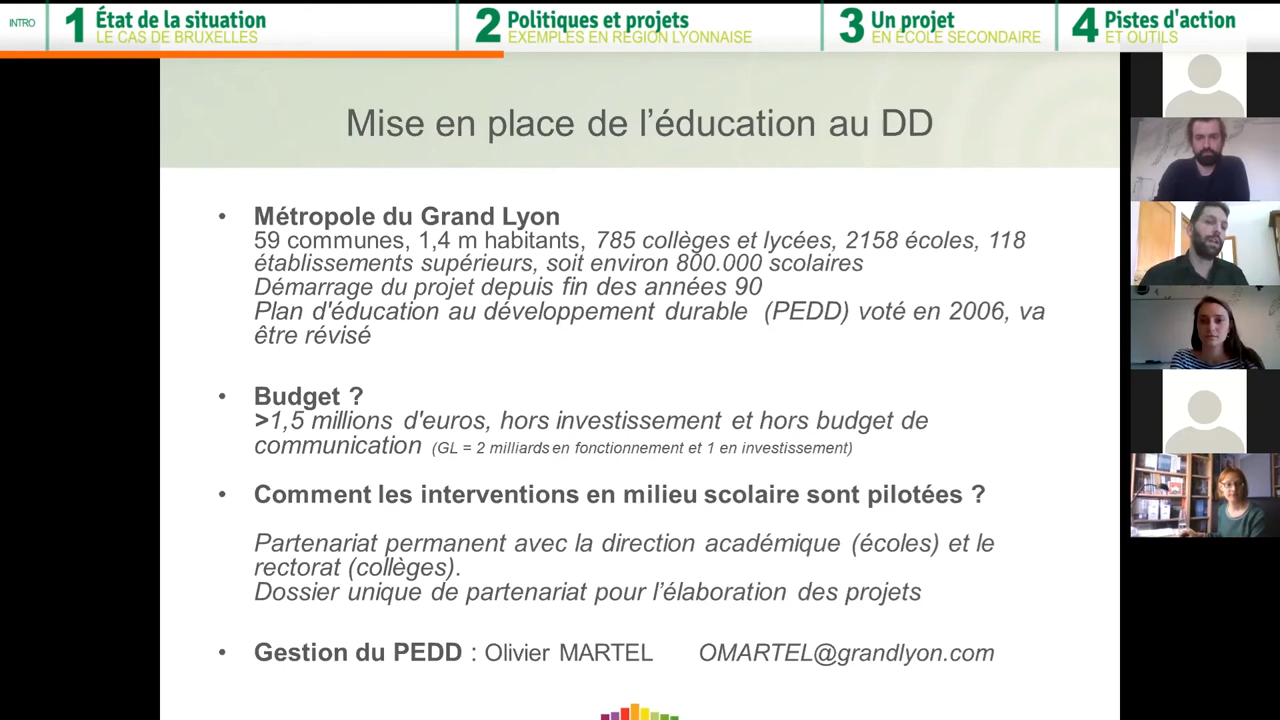 INTRO
1 État de la situation
LE CAS DE BRUXELLES
2 Politiques et projets
EXEMPLES EN RÉGION LYONNAISE
3 Un projet
EN ÉCOLE SECONDAIRE
4 Pistes d'action
ET OUTILS
Mise en place de l’éducation au DD
• Métropole du Grand Lyon
59 communes, 1,4 m habitants, 785 collèges et lycées, 2158 écoles, 118
établissements supérieurs, soit environ 800.000 scolaires
Démarrage du projet depuis fin des années 90
Plan d'éducation au développement durable (PEDD) voté en 2006, va
être révisé
• Budget ?
>1,5 millions d'euros, hors investissement et hors budget de
communication (GL = 2 milliards en fonctionnement et 1 en investissement)
• Comment les interventions en milieu scolaire sont pilotées ?
Partenariat permanent avec la direction académique (écoles) et le
rectorat (collèges).
Dossier unique de partenariat pour l’élaboration des projets
• Gestion du PEDD : Olivier MARTEL OMARTEL@grandlyon.com